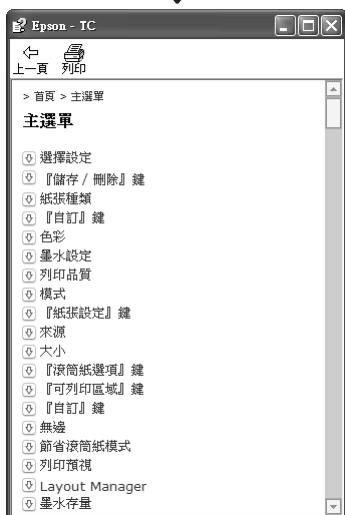 Epson - TC
上一頁 列印
> 首頁 > 主選單
主選單
選擇設定
『儲存 / 刪除』鍵
紙張種類
『自訂』鍵
色彩
墨水設定
列印品質
模式
『紙張設定』鍵
來源
大小
『滾筒紙選項』鍵
『可列印區域』鍵
『自訂』鍵
無邊
節省滾筒紙模式
列印預視
Layout Manager
墨水存量